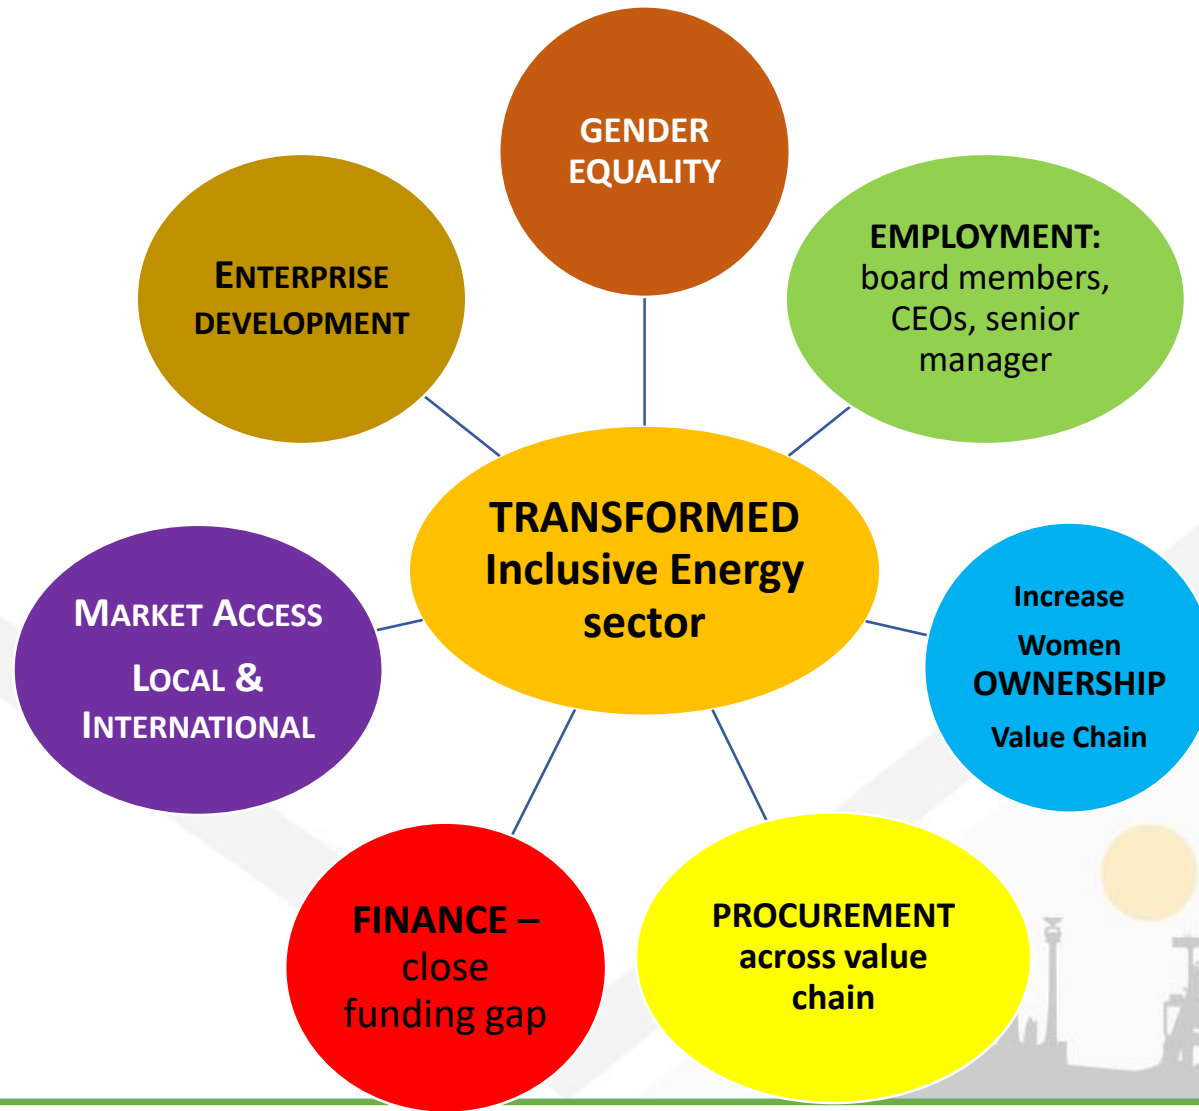 GENDER
EQUALITY
EMPLOYMENT:
board members,
CEOs, senior
manager
ENTERPRISE
DEVELOPMENT
TRANSFORMED
Inclusive Energy
sector
Increase
Women
OWNERSHIP
Value Chain
MARKET ACCESS
LOCAL &
INTERNATIONAL
PROCUREMENT
across value
chain
FINANCE –
close
funding gap